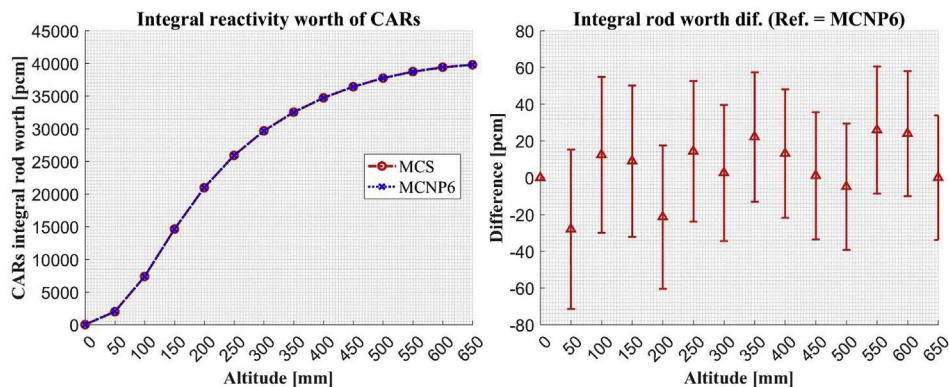 Integral reactivity worth of CARs
CARs integral rod worth [pcm]
45000
40000
35000
30000
25000
20000
15000
10000
5000
0
MCS
MCNP6
0 50 100 150 200 250 300 350 400 450 500 550 600 650
Altitude [mm]
Integral rod worth dif. (Ref. = MCNP6)
Difference [pcm]
80
60
40
20
0
-20
-40
-60
-80
0 50 100 150 200 250 300 350 400 450 500 550 600 650
Altitude [mm]